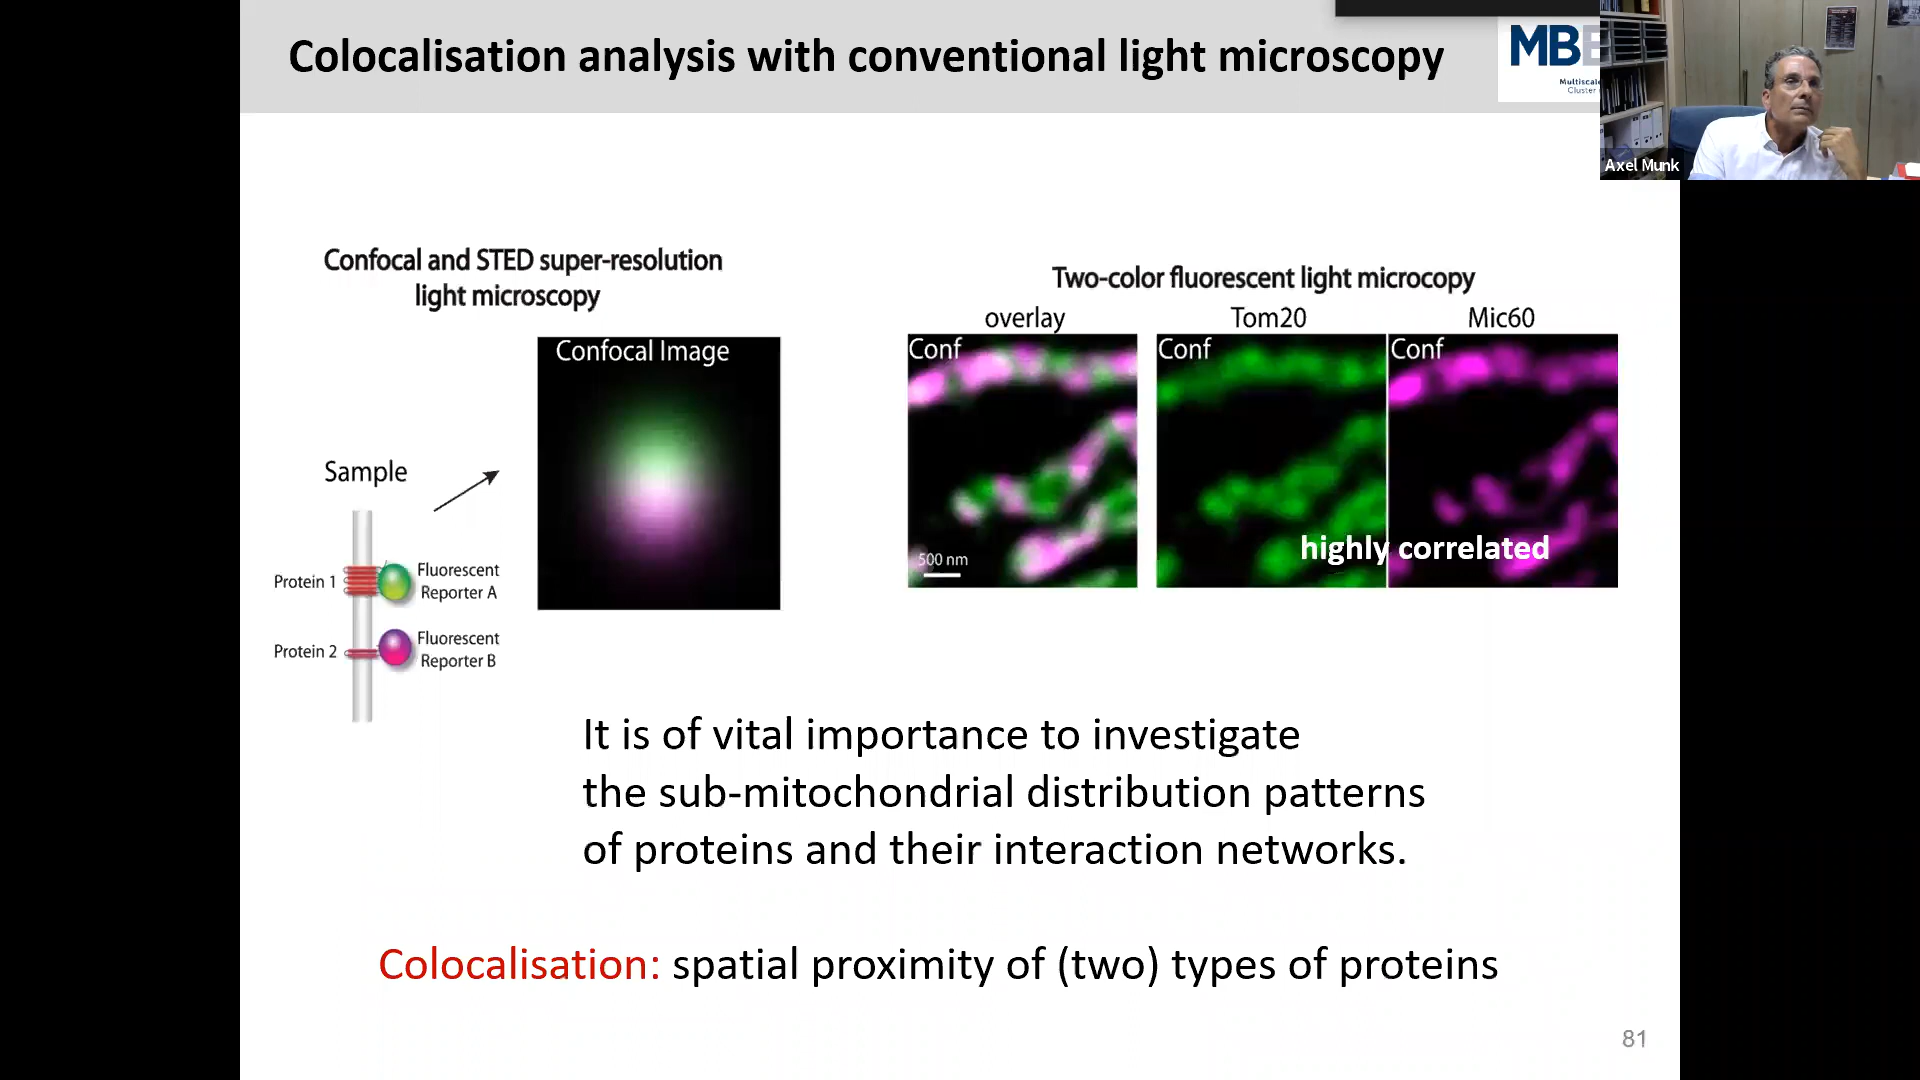 Colocalisation analysis with conventional light microscopy
MB
Multiscal
Cluster
Axel Munk
Confocal and STED super-resolution
light microscopy
Confocal Image
Sample
Protein 1
Fluorescent
Reporter A
Protein 2
Fluorescent
Reporter B
Two-color fluorescent light microcopy
overlay
Tom20
Mic60
Conf
Conf
Conf
500 nm
highly correlated
It is of vital importance to investigate
the sub-mitochondrial distribution patterns
of proteins and their interaction networks.
Colocalisation: spatial proximity of (two) types of proteins
81